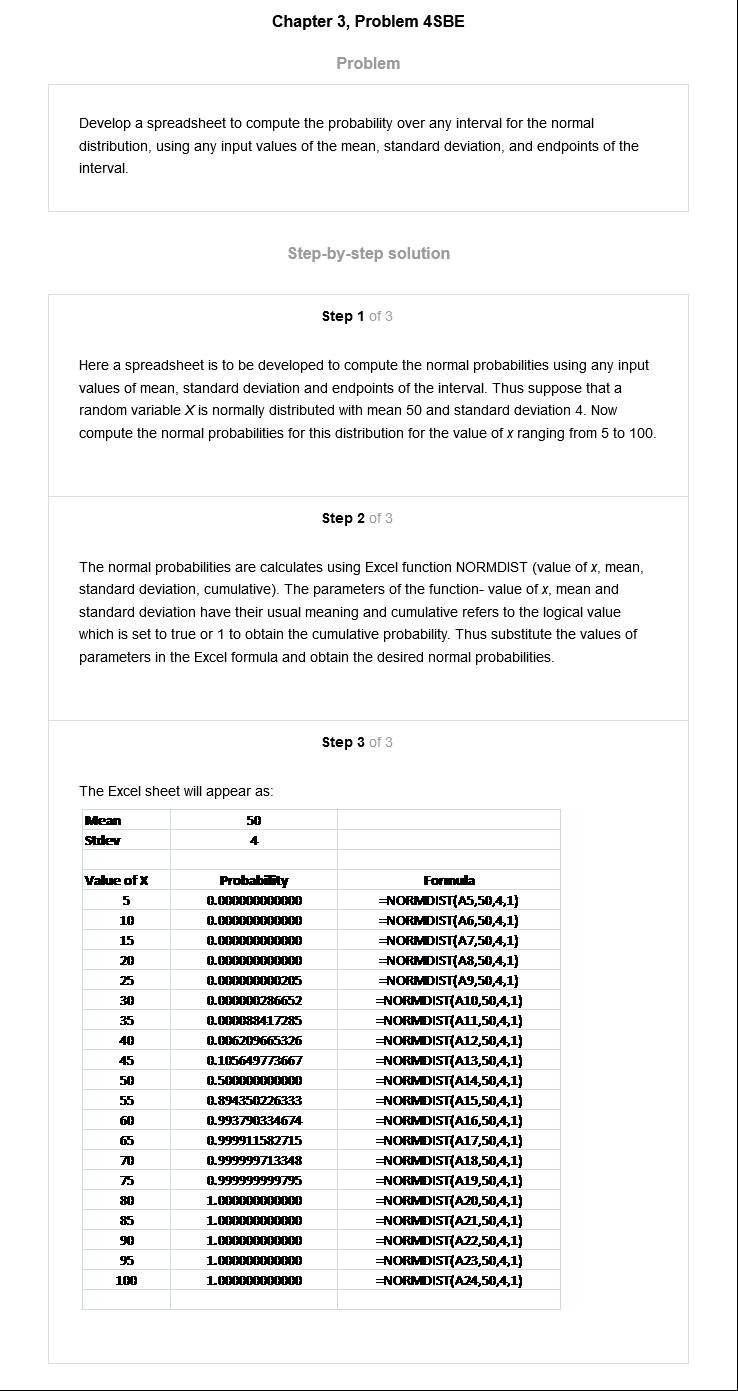 Chapter 3, Problem 4SBE
Problem
Develop a spreadsheet to compute the probability over any interval for the normal
distribution, using any input values of the mean, standard deviation, and endpoints of the
interval.
Step-by-step solution
Step 1 of 3
Here a spreadsheet is to be developed to compute the normal probabilities using any input
values of mean, standard deviation and endpoints of the interval. Thus suppose that a
random variable X is normally distributed with mean 50 and standard deviation 4. Now
compute the normal probabilities for this distribution for the value of x ranging from 5 to 100.
Step 2 of 3
The normal probabilities are calculates using Excel function NORMDIST (value of x, mean,
standard deviation, cumulative). The parameters of the function- value of x, mean and
standard deviation have their usual meaning and cumulative refers to the logical value
which is set to true or 1 to obtain the cumulative probability. Thus substitute the values of
parameters in the Excel formula and obtain the desired normal probabilities.
Step 3 of 3
The Excel sheet will appear as:
Mean 50
Stdev 4
Value of X Probability Formula
5 0.000000000000 =NORMDIST(A5,50,4,1)
10 0.000000000000 =NORMDIST(A6,50,4,1)
15 0.000000000000 =NORMDIST(A7,50,4,1)
20 0.000000000000 =NORMDIST(A8,50,4,1)
25 0.000000000205 =NORMDIST(A9,50,4,1)
30 0.000000286652 =NORMDIST(A10,50,4,1)
35 0.000088417285 =NORMDIST(A11,50,4,1)
40 0.006209665326 =NORMDIST(A12,50,4,1)
45 0.105649773667 =NORMDIST(A13,50,4,1)
50 0.500000000000 =NORMDIST(A14,50,4,1)
55 0.894350226333 =NORMDIST(A15,50,4,1)
60 0.993790334674 =NORMDIST(A16,50,4,1)
65 0.999911582715 =NORMDIST(A17,50,4,1)
70 0.999999713348 =NORMDIST(A18,50,4,1)
75 0.999999999795 =NORMDIST(A19,50,4,1)
80 1.000000000000 =NORMDIST(A20,50,4,1)
85 1.000000000000 =NORMDIST(A21,50,4,1)
90 1.000000000000 =NORMDIST(A22,50,4,1)
95 1.000000000000 =NORMDIST(A23,50,4,1)
100 1.000000000000 =NORMDIST(A24,50,4,1)